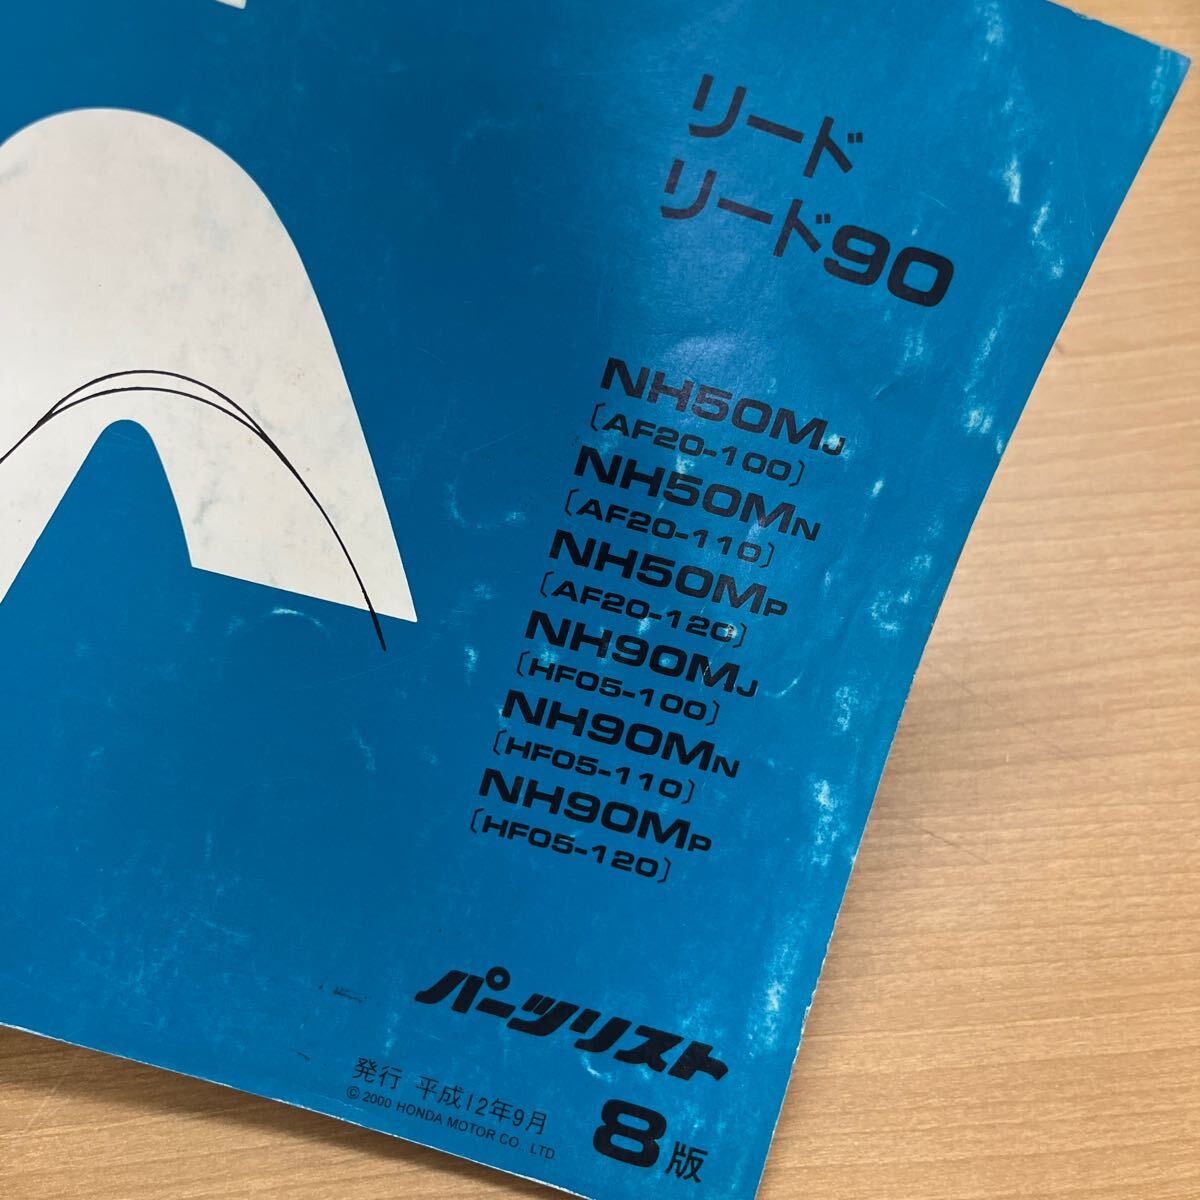 リード
リード90
NH50MJ
〔AF20-100〕
NH50MN
〔AF20-110〕
NH50MP
〔AF20-120〕
NH90MJ
〔HF05-100〕
NH90MN
〔HF05-110〕
NH90MP
〔HF05-120〕
パーツリスト
発行 平成12年9月
© 2000 HONDA MOTOR CO., LTD
8版